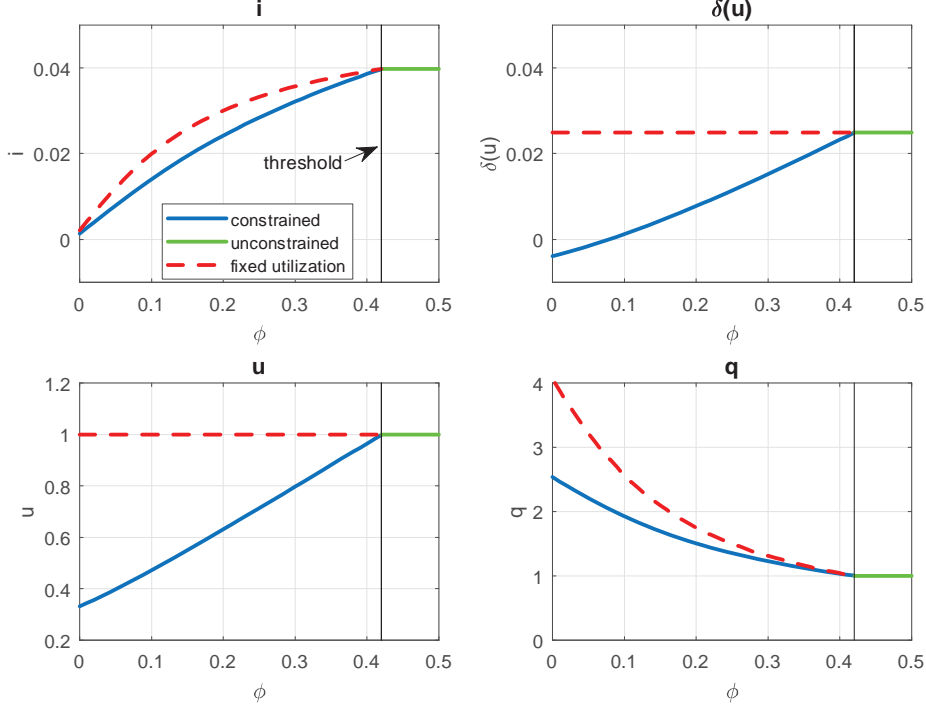 i
0.04
0.02
0
i
threshold
constrained
unconstrained
fixed utilization
0 0.1 0.2 0.3 0.4 0.5
ϕ
δ(u)
0.04
0.02
0
δ(u)
0 0.1 0.2 0.3 0.4 0.5
ϕ
u
1.2
1
0.8
0.6
0.4
0.2
u
0 0.1 0.2 0.3 0.4 0.5
ϕ
q
4
3
2
1
0
q
0 0.1 0.2 0.3 0.4 0.5
ϕ